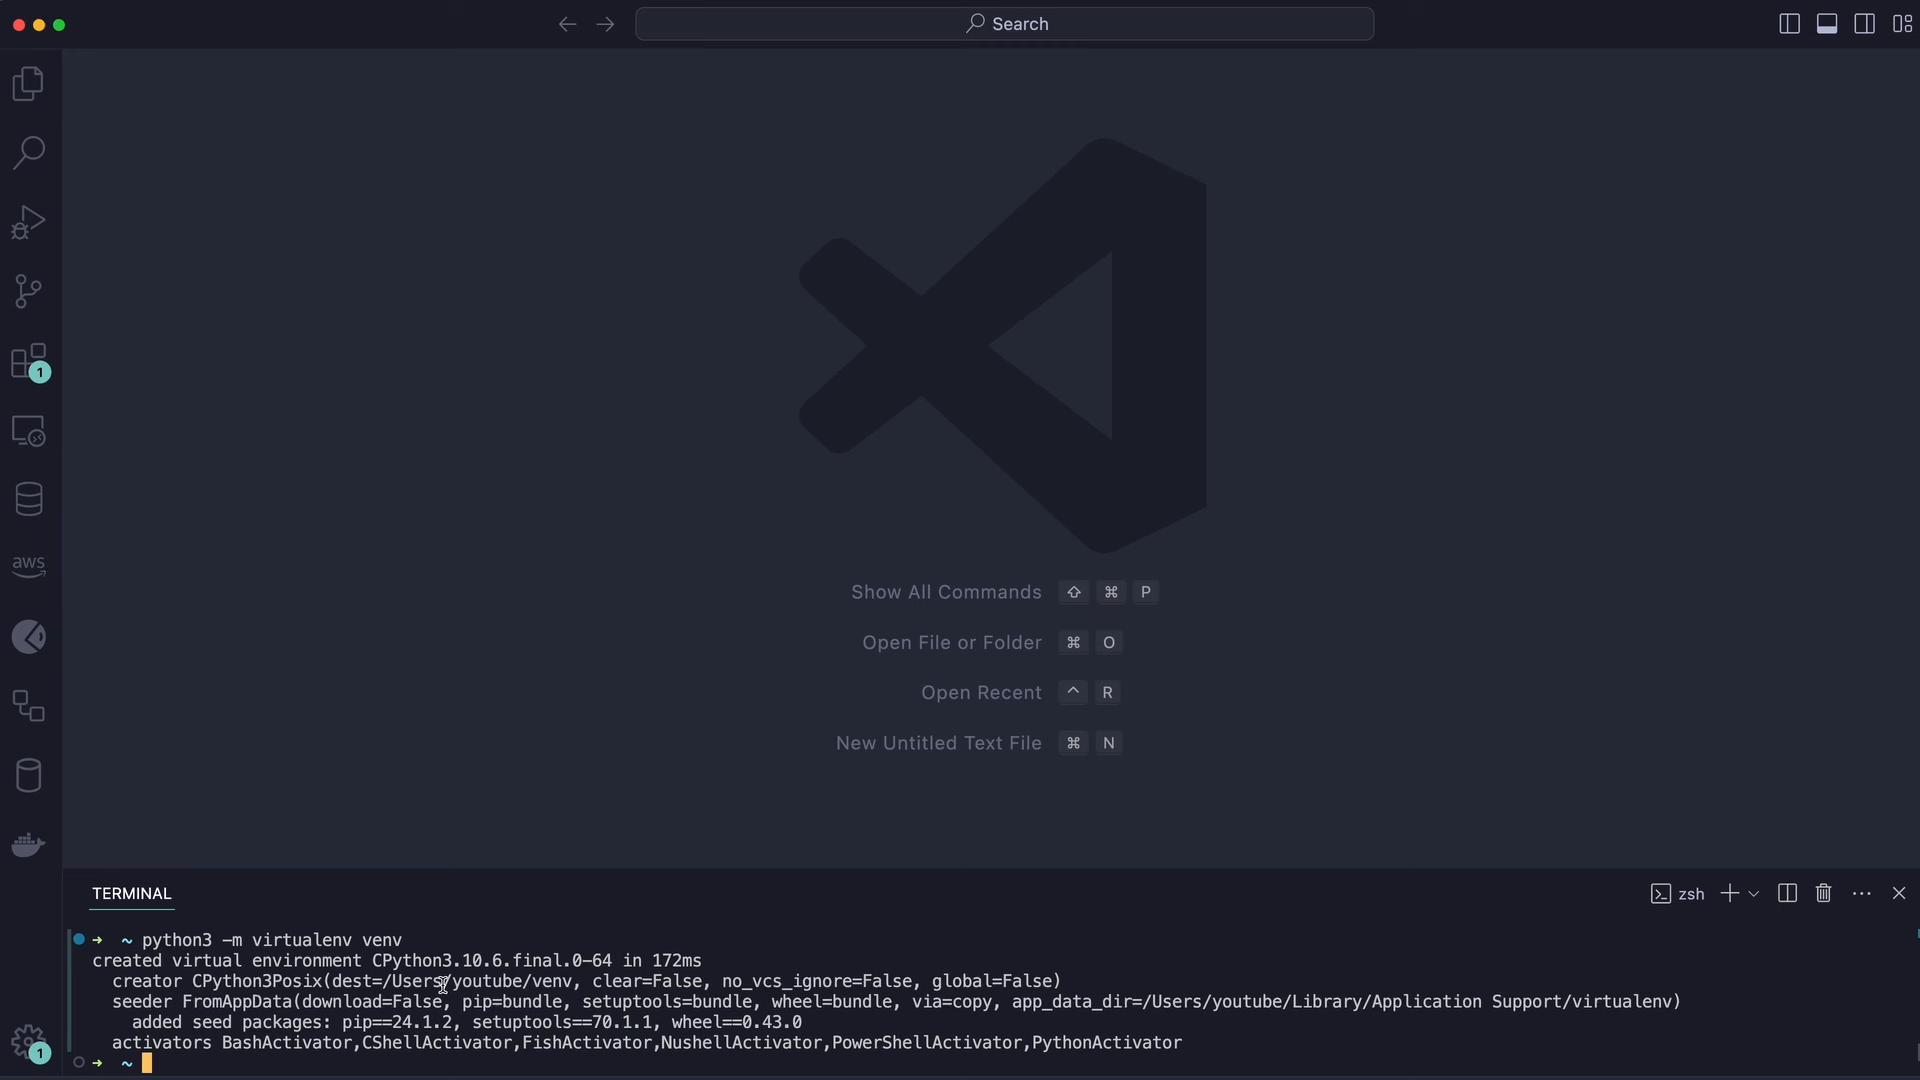 Search
1
aws
1
Show All Commands ⇧ ⌘ P
Open File or Folder ⌘ O
Open Recent ^ R
New Untitled Text File ⌘ N
TERMINAL
zsh
➜ ~ python3 -m virtualenv venv
created virtual environment CPython3.10.6.final.0-64 in 172ms
creator CPython3Posix(dest=/Users/youtube/venv, clear=False, no_vcs_ignore=False, global=False)
seeder FromAppData(download=False, pip=bundle, setuptools=bundle, wheel=bundle, via=copy, app_data_dir=/Users/youtube/Library/Application Support/virtualenv)
added seed packages: pip==24.1.2, setuptools==70.1.1, wheel==0.43.0
activators BashActivator,CShellActivator,FishActivator,NushellActivator,PowerShellActivator,PythonActivator
➜ ~